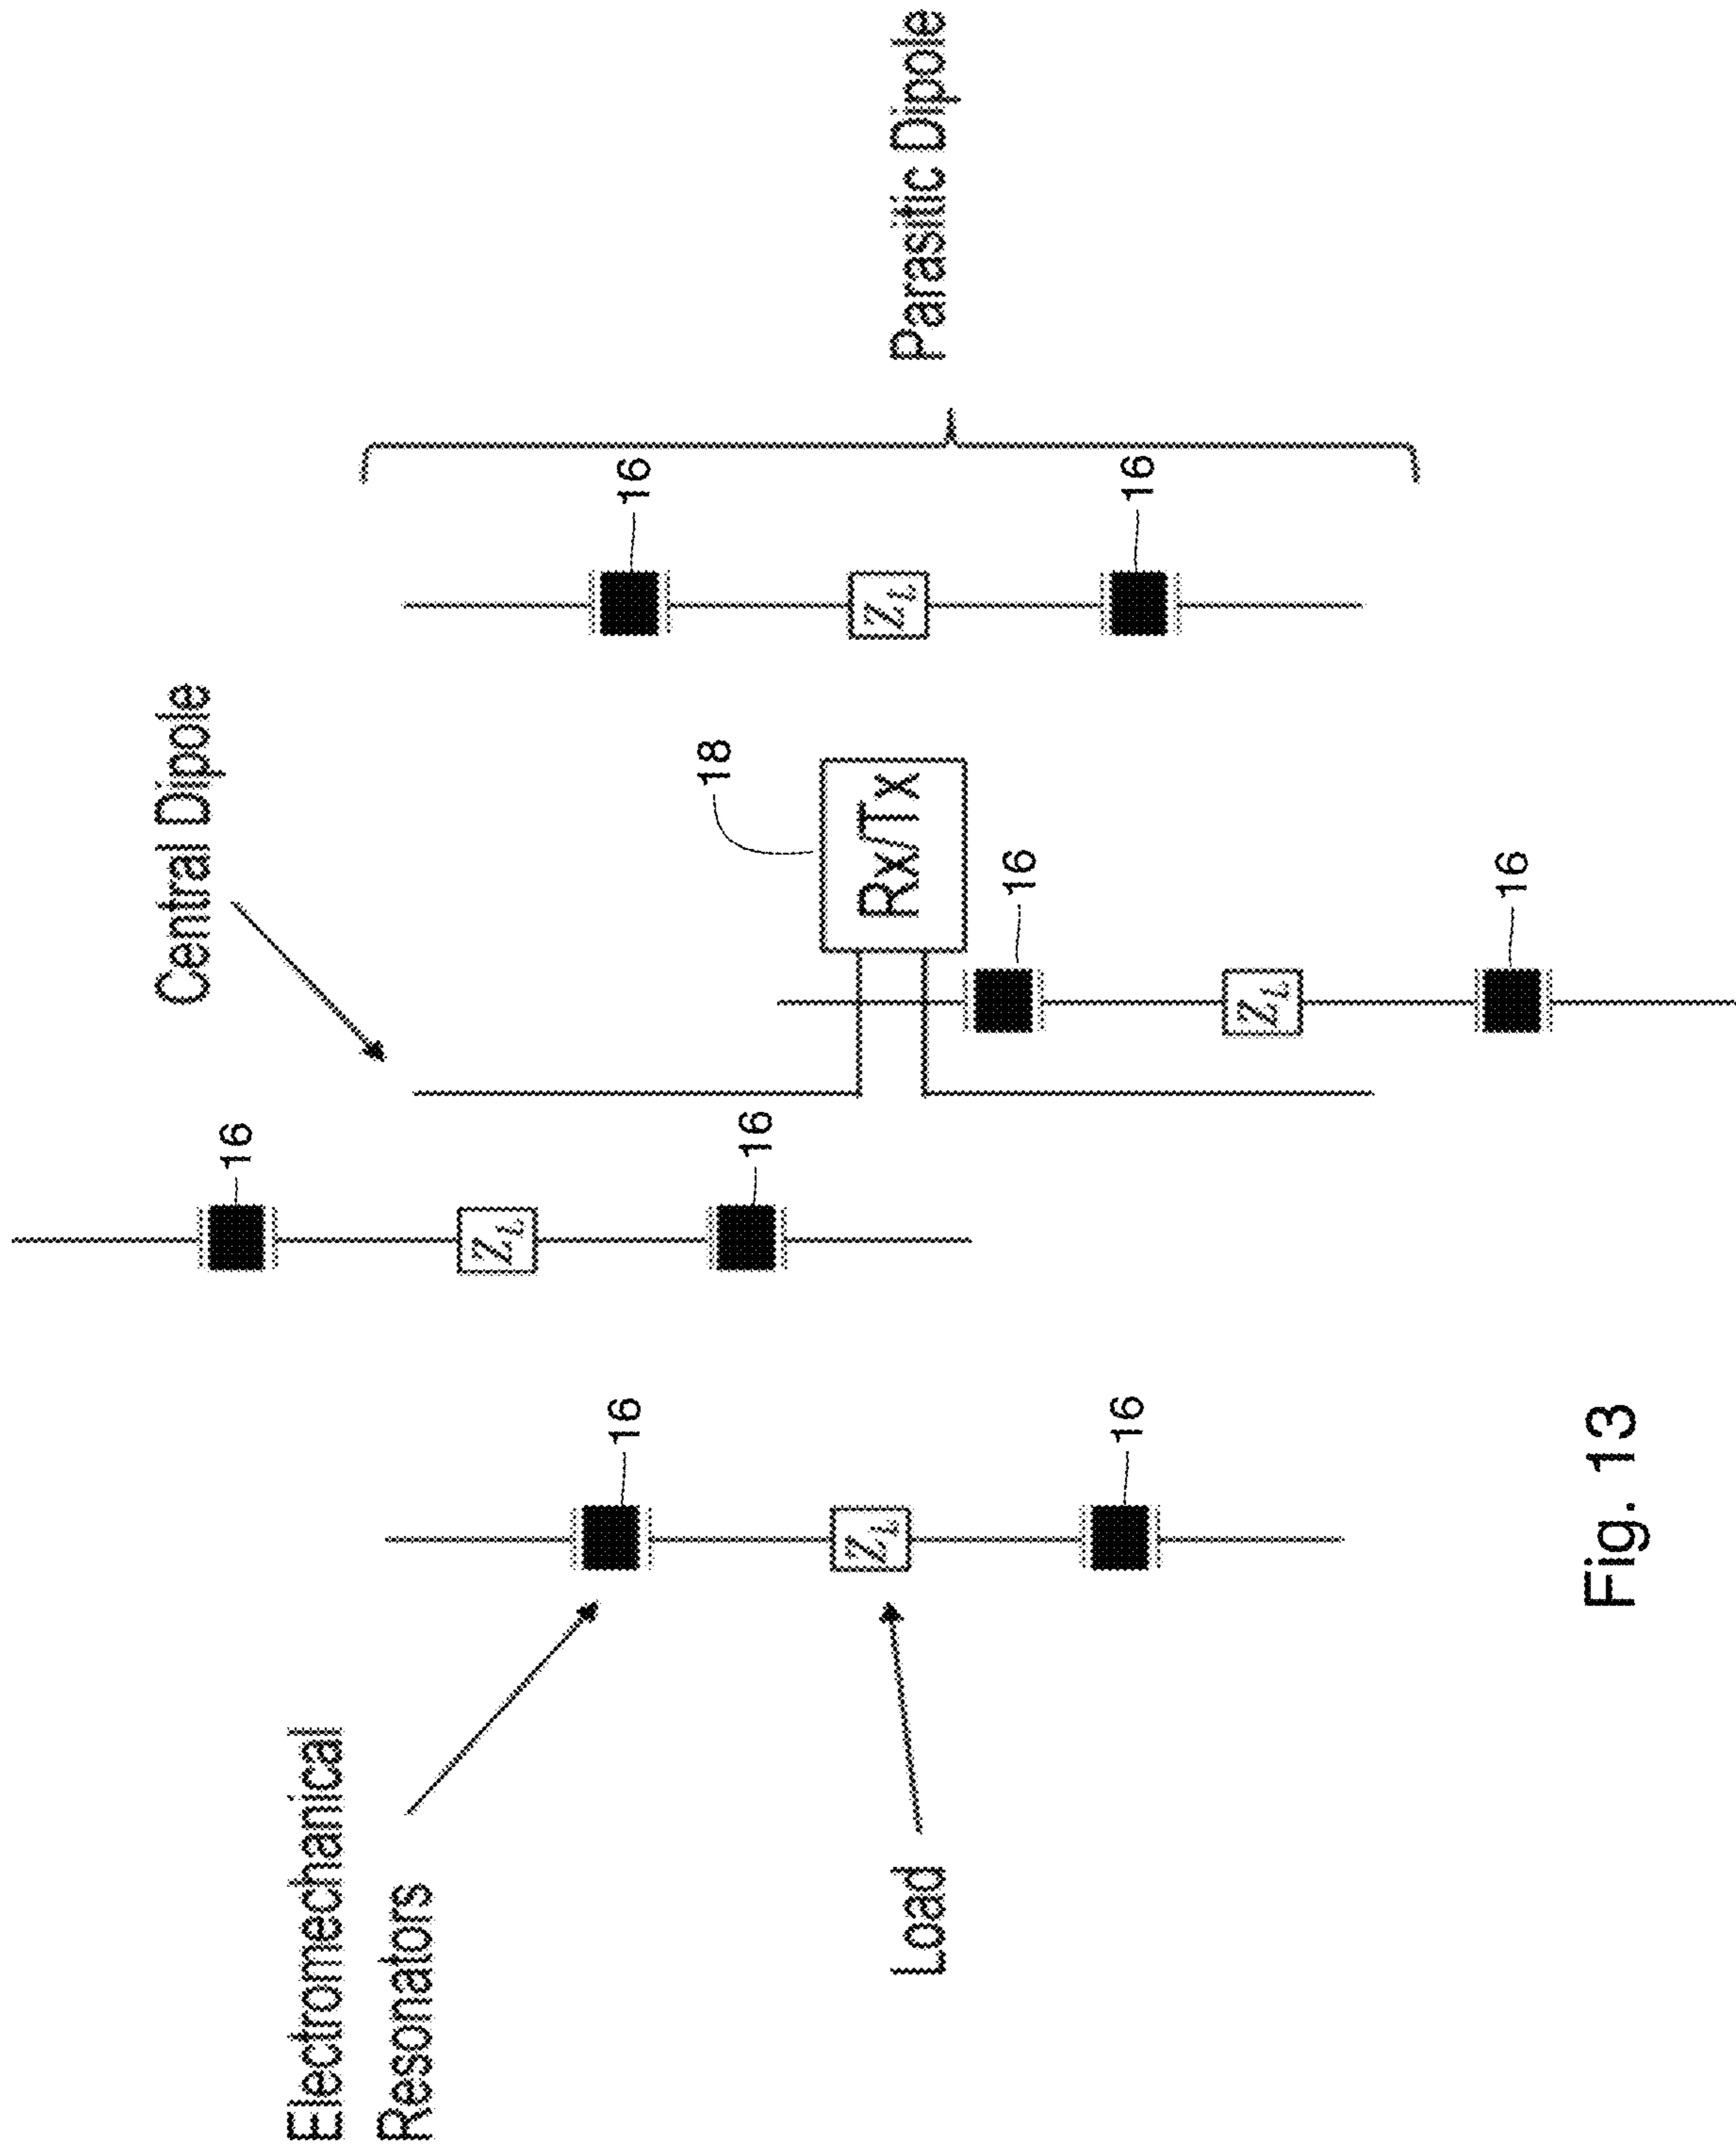 Electromechanical
Resonators
Load
16
16
Z_L
16
16
Z_L
Central Dipole
18
Rx/Tx
16
16
Z_L
16
16
Z_L
Parasitic Dipole
Fig. 13